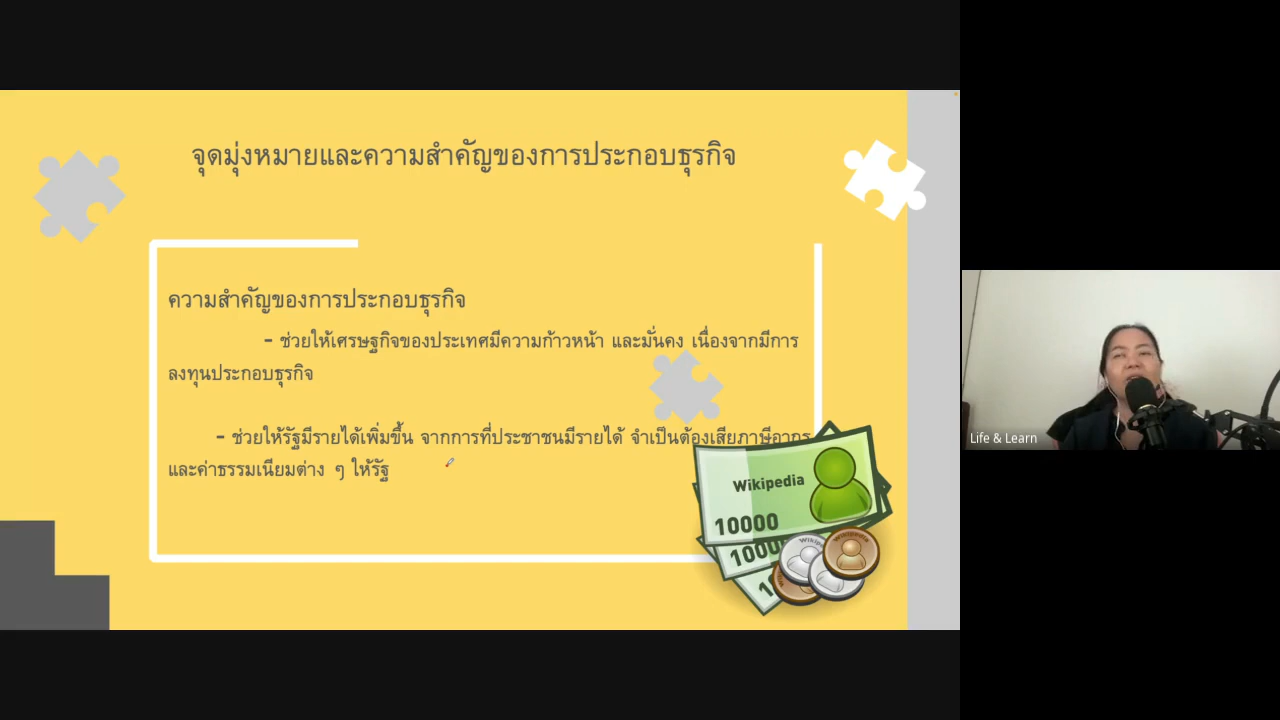 จุดมุ่งหมายและความสำคัญของการประกอบธุรกิจ
ความสำคัญของการประกอบธุรกิจ
- ช่วยให้เศรษฐกิจของประเทศมีความก้าวหน้า และมั่นคง เนื่องจากมีการ
ลงทุนประกอบธุรกิจ
- ช่วยให้รัฐมีรายได้เพิ่มขึ้น จากการที่ประชาชนมีรายได้ จำเป็นต้องเสียภาษีอากร
และค่าธรรมเนียมต่าง ๆ ให้รัฐ
Wikipedia
10000
1000
1
Life & Learn